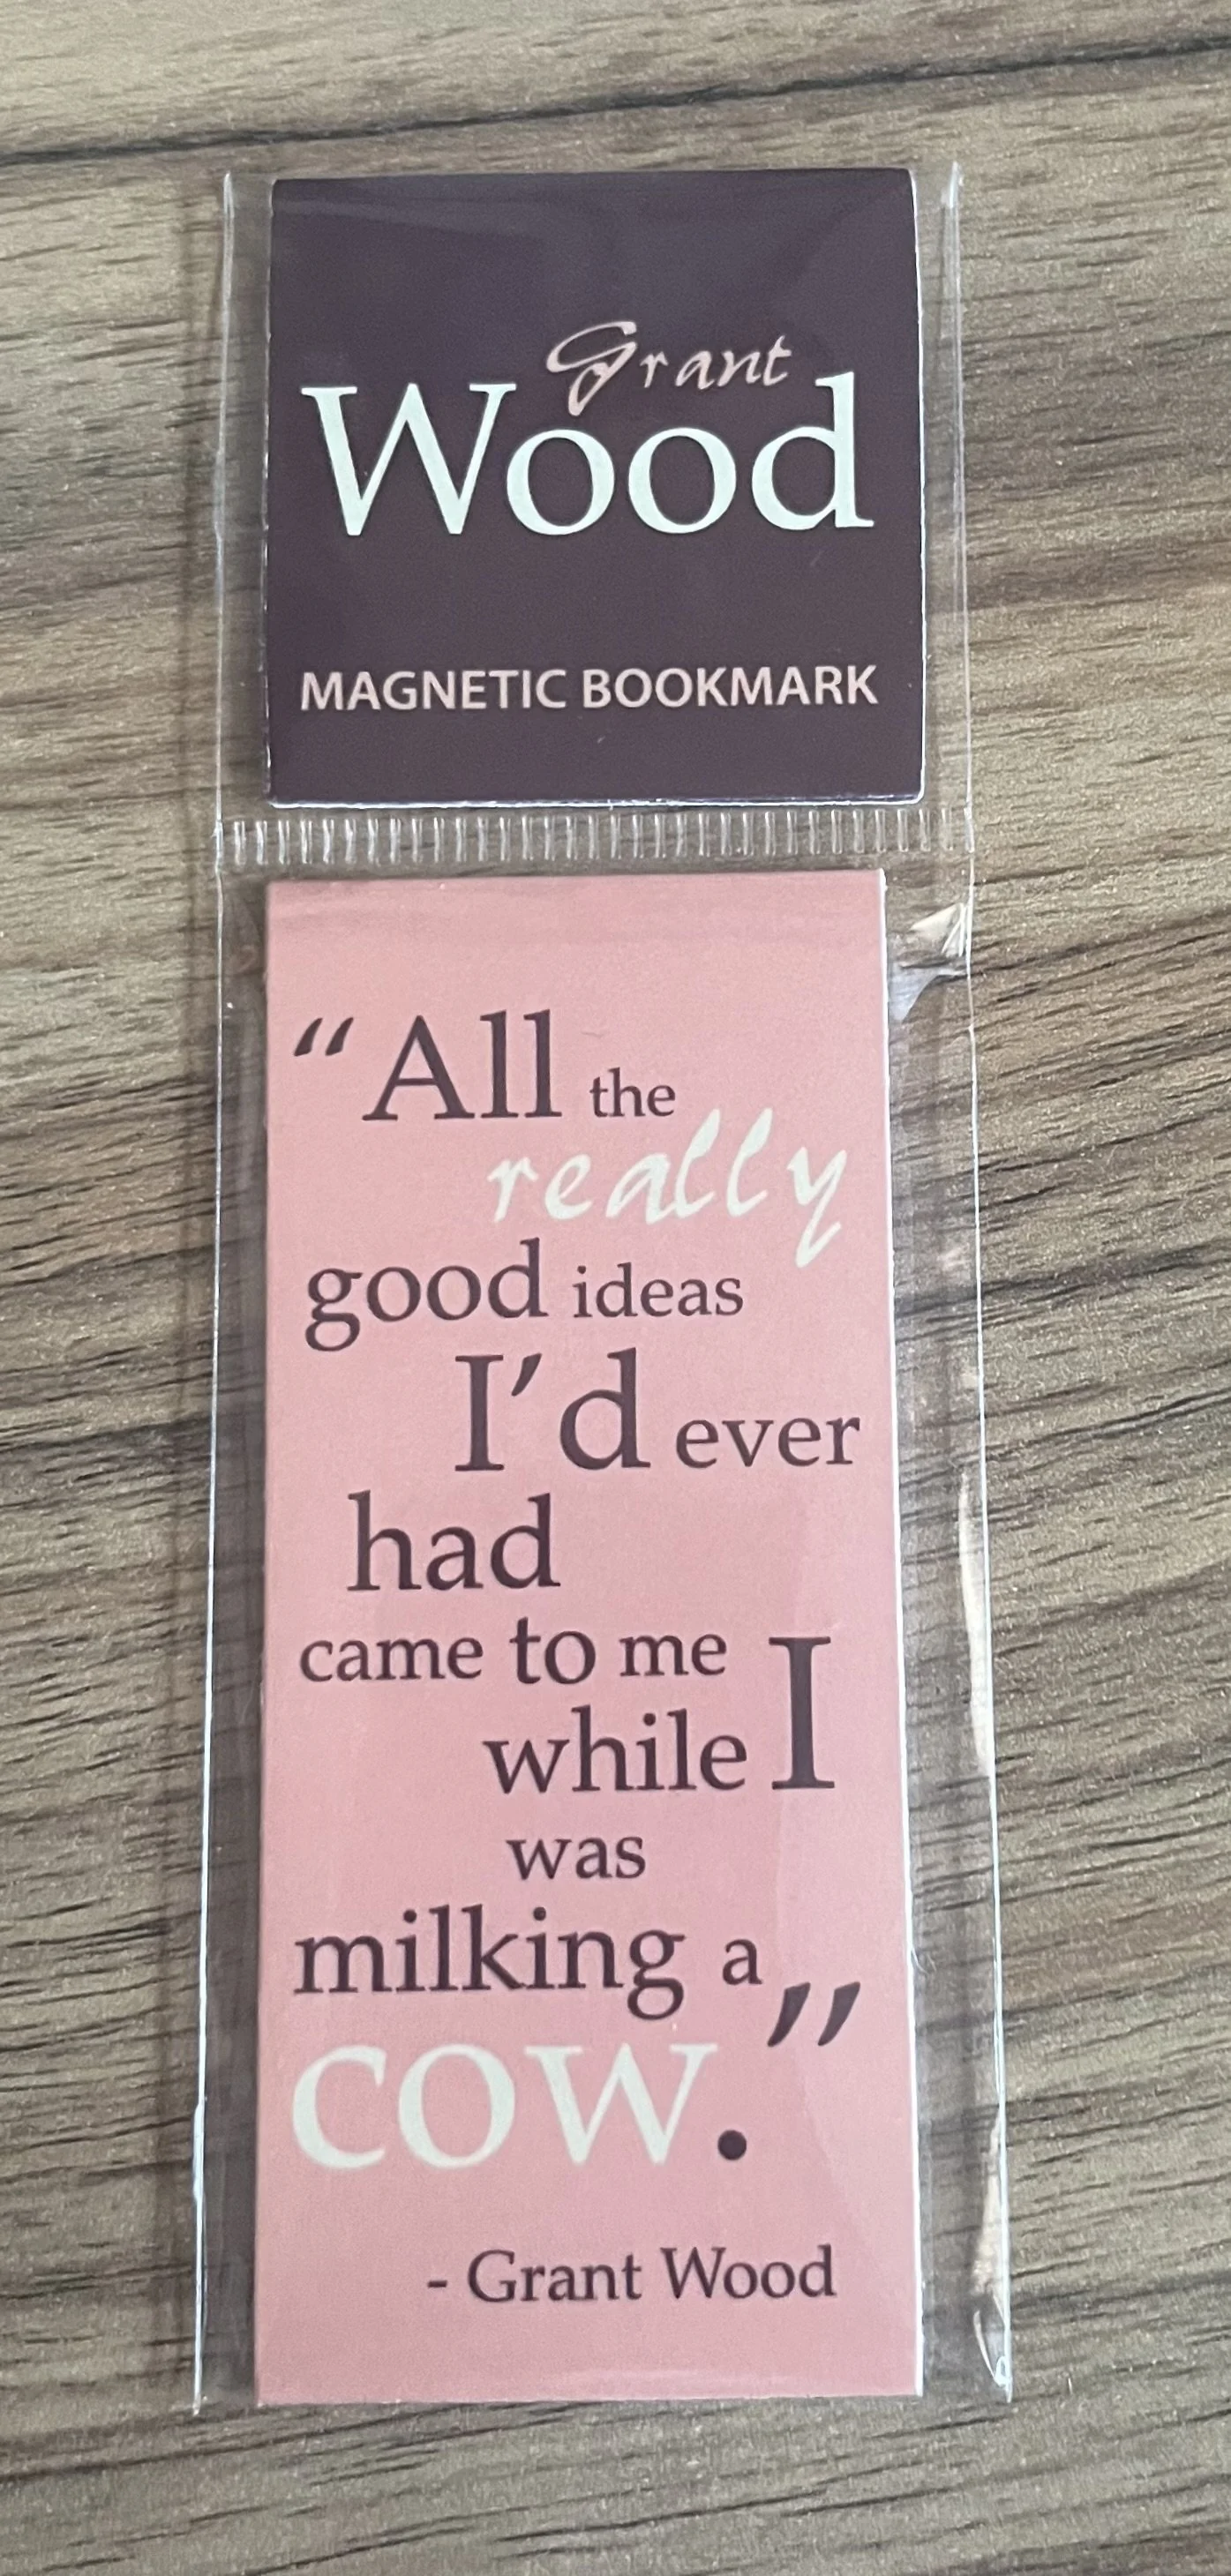 Grant
Wood
MAGNETIC BOOKMARK
“All the
really
good ideas
I’d ever
had
came to me
while I
was
milking a
cow.”
- Grant Wood